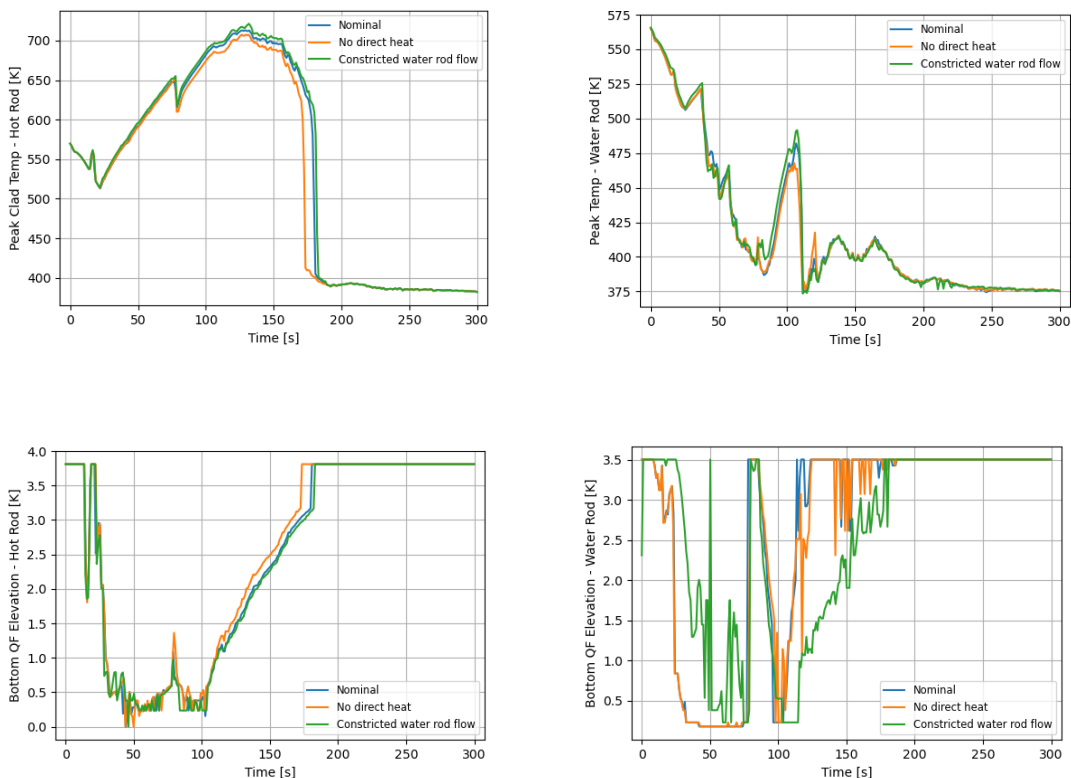 Peak Clad Temp - Hot Rod [K]
700
650
600
550
500
450
400
0 50 100 150 200 250 300
Time [s]
Nominal
No direct heat
Constricted water rod flow
Peak Temp - Water Rod [K]
575
550
525
500
475
450
425
400
375
0 50 100 150 200 250 300
Time [s]
Nominal
No direct heat
Constricted water rod flow
Bottom QF Elevation - Hot Rod [K]
4.0
3.5
3.0
2.5
2.0
1.5
1.0
0.5
0.0
0 50 100 150 200 250 300
Time [s]
Nominal
No direct heat
Constricted water rod flow
Bottom QF Elevation - Water Rod [K]
3.5
3.0
2.5
2.0
1.5
1.0
0.5
0 50 100 150 200 250 300
Time [s]
Nominal
No direct heat
Constricted water rod flow